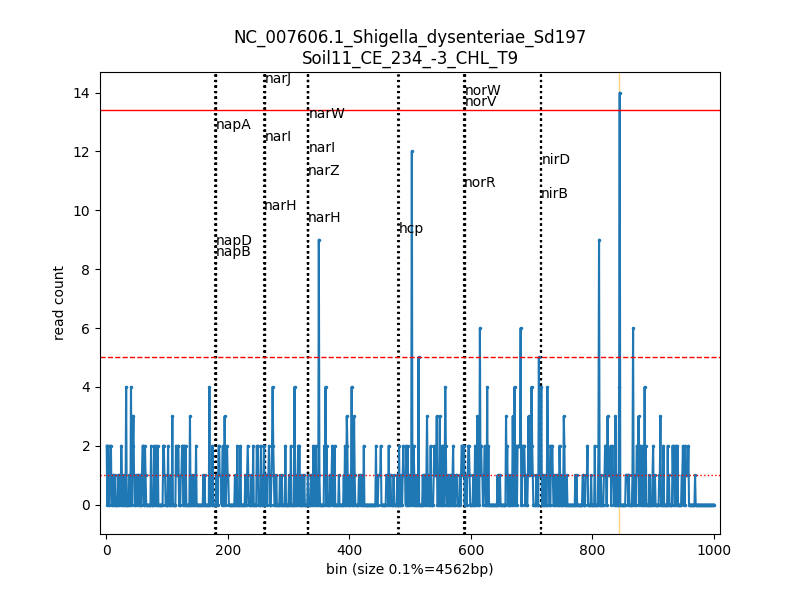 NC_007606.1_Shigella_dysenteriae_Sd197
Soil11_CE_234_-3_CHL_T9
narJ
norW
norV
napA
narW
narI
narI
nirD
narZ
norR
nirB
narH
narH
hcp
napD
napB
read count
14
12
10
8
6
4
2
0
0
200
400
600
800
1000
bin (size 0.1%=4562bp)